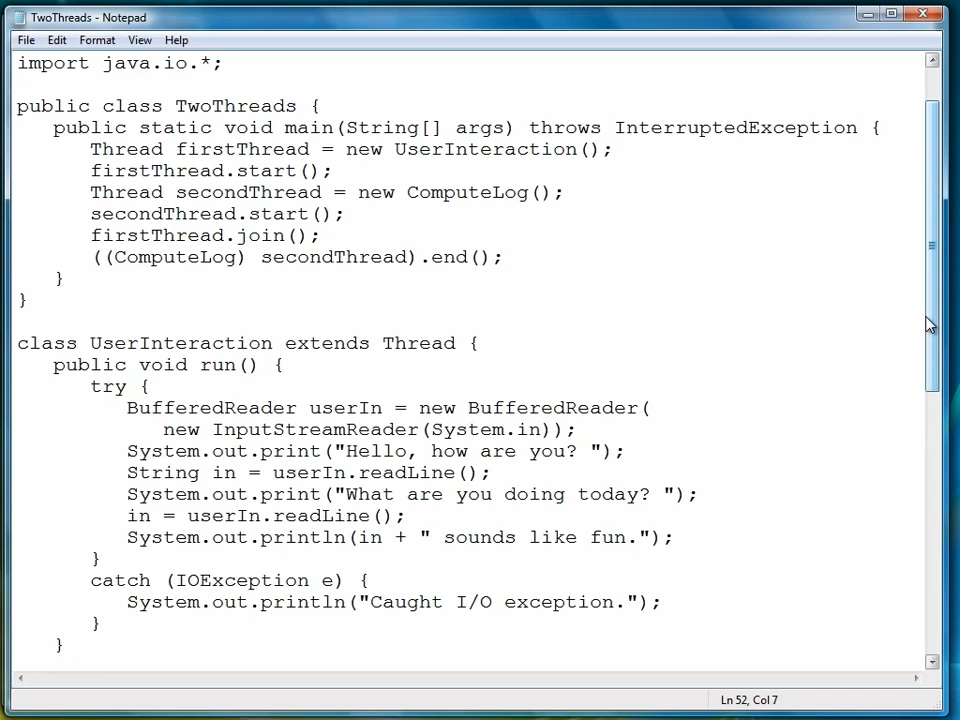 TwoThreads - Notepad
File Edit Format View Help
import java.io.*;
public class TwoThreads {
public static void main(String[] args) throws InterruptedException {
Thread firstThread = new UserInteraction();
firstThread.start();
Thread secondThread = new ComputeLog();
secondThread.start();
firstThread.join();
((ComputeLog) secondThread).end();
}
}
class UserInteraction extends Thread {
public void run() {
try {
BufferedReader userIn = new BufferedReader(
new InputStreamReader(System.in));
System.out.print("Hello, how are you? ");
String in = userIn.readLine();
System.out.print("What are you doing today? ");
in = userIn.readLine();
System.out.println(in + " sounds like fun.");
}
catch (IOException e) {
System.out.println("Caught I/O exception.");
}
}
Ln 52, Col 7